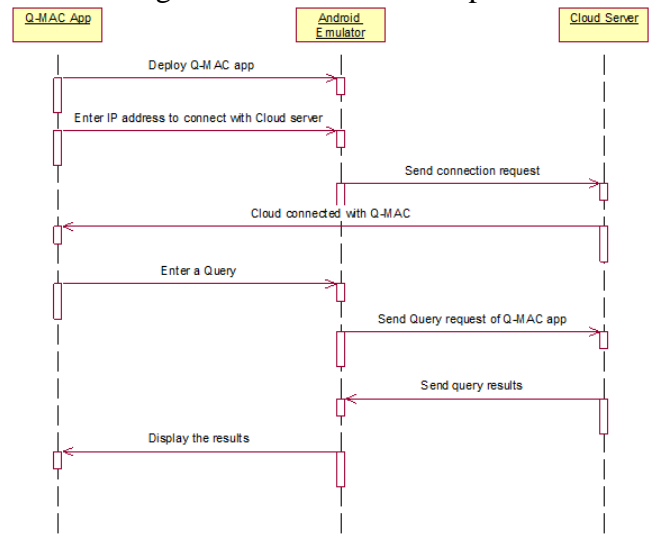 Q-MAC App
Android
Emulator
Cloud Server
Deploy Q-MAC app
Enter IP address to connect with Cloud server
Send connection request
Cloud connected with Q-MAC
Enter a Query
Send Query request of Q-MAC app
Send query results
Display the results